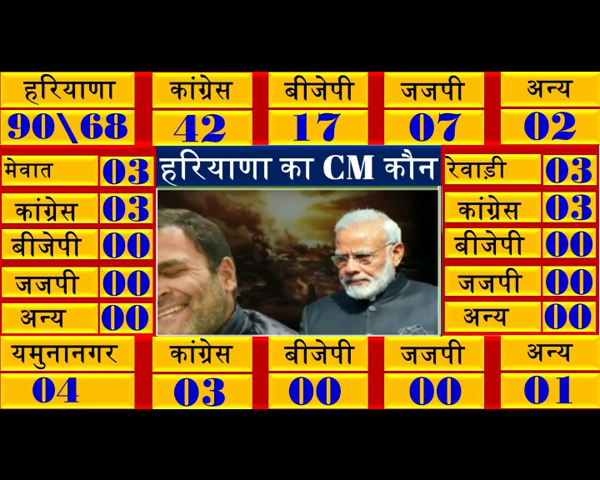 हरियाणा कांग्रेस बीजेपी जजपी अन्य
90\68 42 17 07 02
हरियाणा का CM कौन
मेवात 03
कांग्रेस 03
बीजेपी 00
जजपी 00
अन्य 00
रेवाड़ी 03
कांग्रेस 03
बीजेपी 00
जजपी 00
अन्य 00
यमुनानगर कांग्रेस बीजेपी जजपी अन्य
04 03 00 00 01